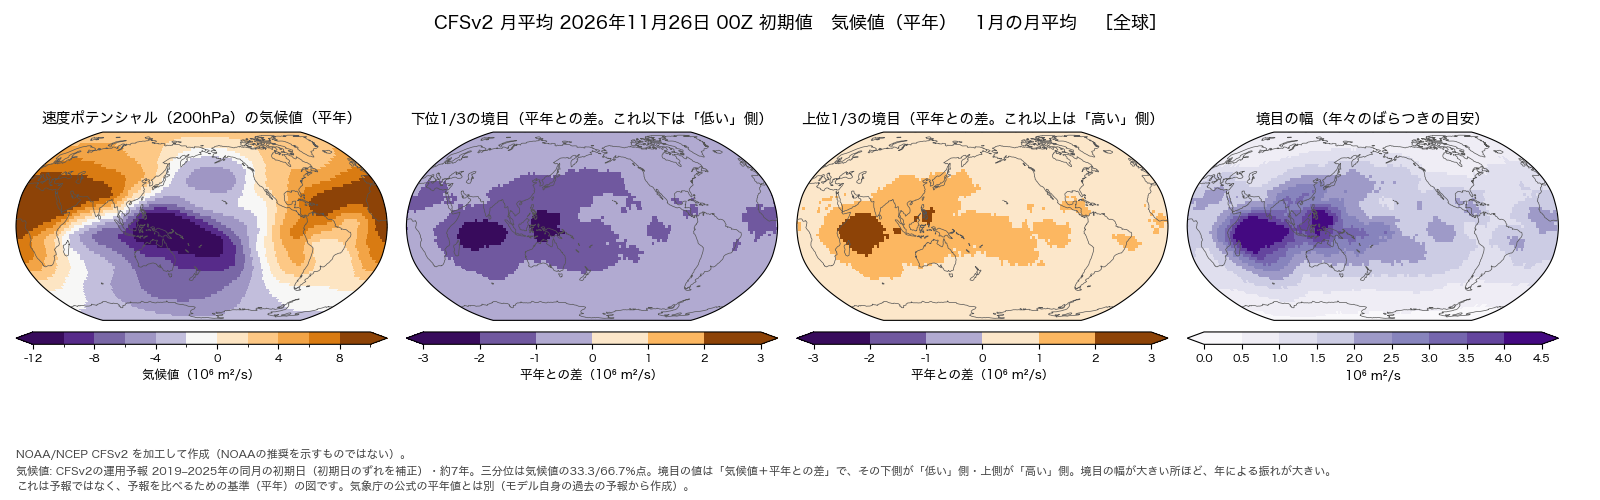 CFSv2 月平均 2026年11月26日 00Z 初期値　気候値（平年）　1月の月平均　［全球］
速度ポテンシャル（200hPa）の気候値（平年）
下位1/3の境目（平年との差。これ以下は「低い」側）
上位1/3の境目（平年との差。これ以上は「高い」側）
境目の幅（年々のばらつきの目安）
-12 -8 -4 0 4 8
気候値（10⁶ m²/s）
-3 -2 -1 0 1 2 3
平年との差（10⁶ m²/s）
-3 -2 -1 0 1 2 3
平年との差（10⁶ m²/s）
0.0 0.5 1.0 1.5 2.0 2.5 3.0 3.5 4.0 4.5
10⁶ m²/s
NOAA/NCEP CFSv2 を加工して作成（NOAAの推奨を示すものではない）。
気候値: CFSv2の運用予報 2019–2025年の同月の初期日（初期日のずれを補正）・約7年。三分位は気候値の33.3/66.7%点。境目の値は「気候値＋平年との差」で、その下側が「低い」側・上側が「高い」側。境目の幅が大きい所ほど、年による振れが大きい。
これは予報ではなく、予報を比べるための基準（平年）の図です。気象庁の公式の平年値とは別（モデル自身の過去の予報から作成）。